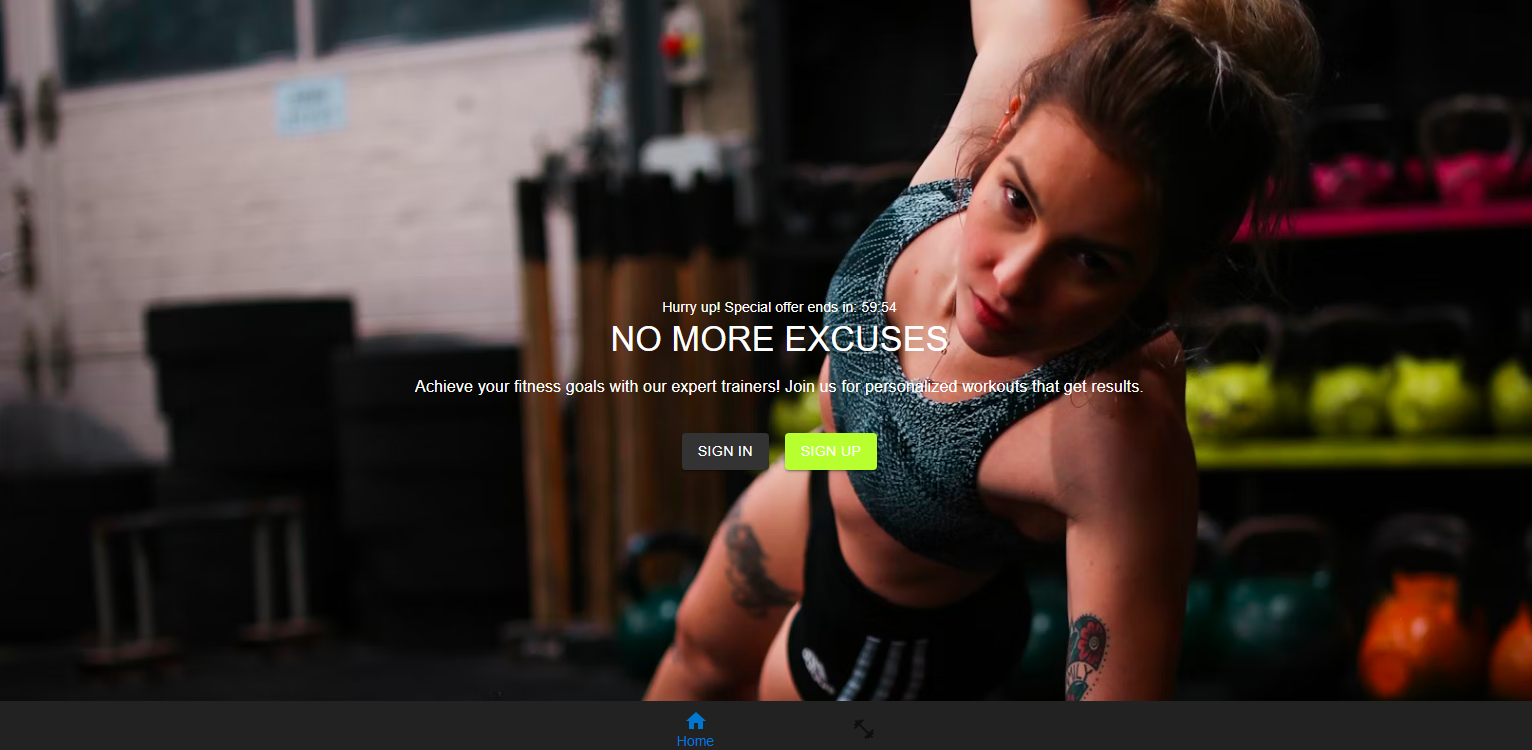 Hurry up! Special offer ends in: 59:54
NO MORE EXCUSES
Achieve your fitness goals with our expert trainers! Join us for personalized workouts that get results.
SIGN IN
SIGN UP
Home